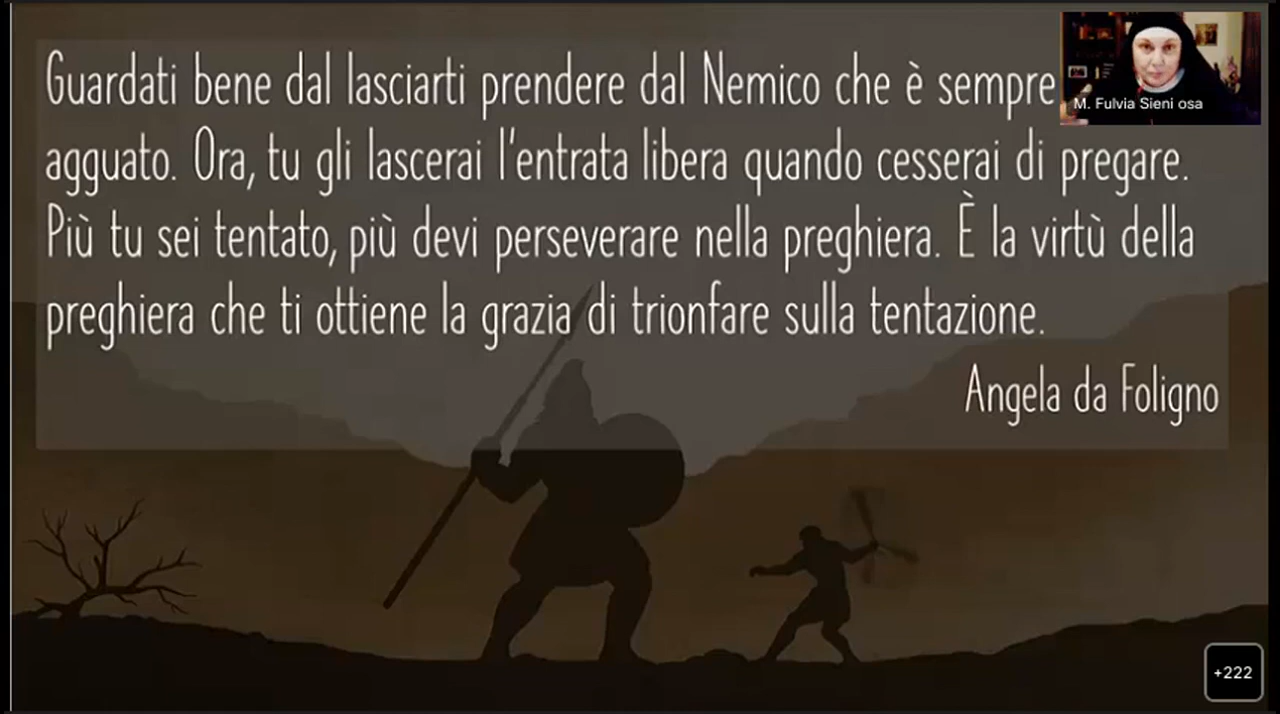 Guardati bene dal lasciarti prendere dal Nemico che è sempre
agguato. Ora, tu gli lascerai l'entrata libera quando cesserai di pregare.
Più tu sei tentato, più devi perseverare nella preghiera. È la virtù della
preghiera che ti ottiene la grazia di trionfare sulla tentazione.
Angela da Foligno
M. Fulvia Sieni osa
+222